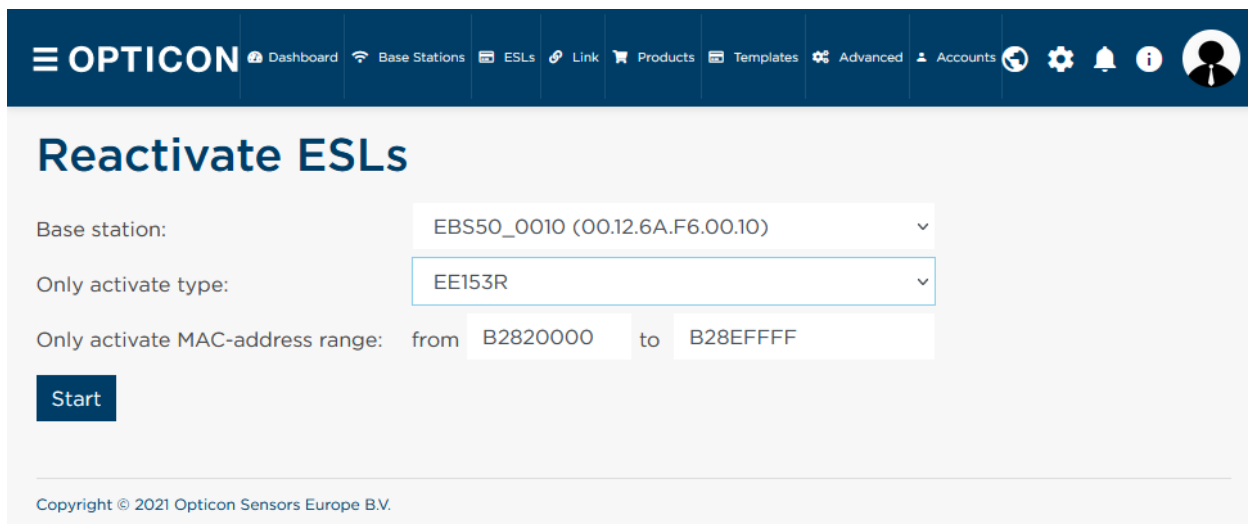 OPTICON Dashboard Base Stations ESLs Link Products Templates Advanced Accounts
Reactivate ESLs
Base station: EBS50_0010 (00.12.6A.F6.00.10)
Only activate type: EE153R
Only activate MAC-address range: from B2820000 to B28EFFFF
Start
Copyright © 2021 Opticon Sensors Europe B.V.